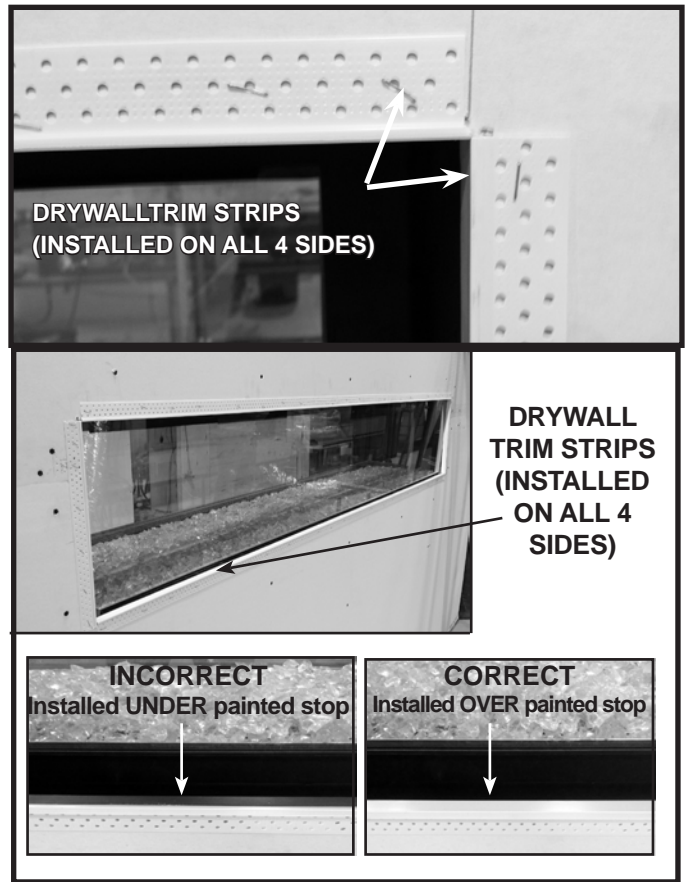 DRYWALLTRIM STRIPS
(INSTALLED ON ALL 4 SIDES)
DRYWALL
TRIM STRIPS
(INSTALLED
ON ALL 4
SIDES)
INCORRECT
Installed UNDER painted stop
CORRECT
Installed OVER painted stop